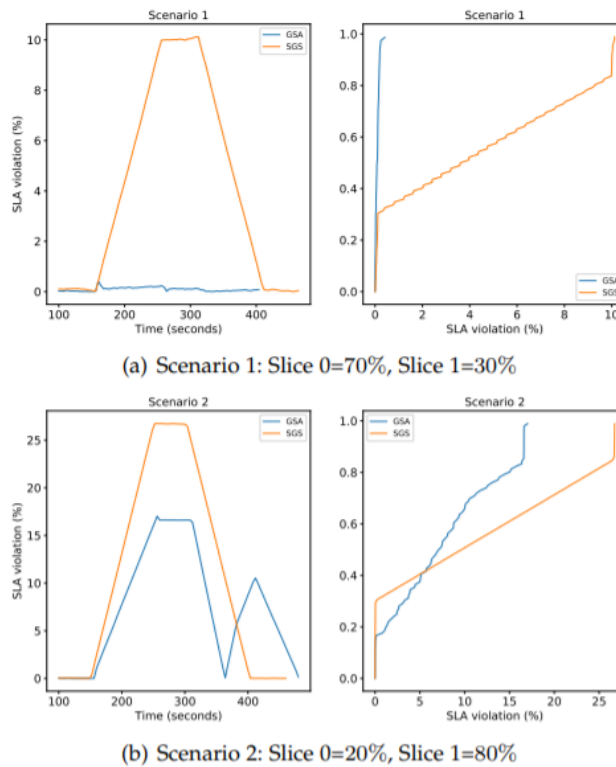 Scenario 1
Scenario 1
10
8
6
4
2
0
SLA violation (%)
GSA
SGS
100 200 300 400
Time (seconds)
1.0
0.8
0.6
0.4
0.2
0.0
GSA
SGS
0 2 4 6 8 10
SLA violation (%)
(a) Scenario 1: Slice 0=70%, Slice 1=30%
Scenario 2
Scenario 2
25
20
15
10
5
0
SLA violation (%)
GSA
SGS
100 200 300 400
Time (seconds)
1.0
0.8
0.6
0.4
0.2
0.0
GSA
SGS
0 5 10 15 20 25
SLA violation (%)
(b) Scenario 2: Slice 0=20%, Slice 1=80%